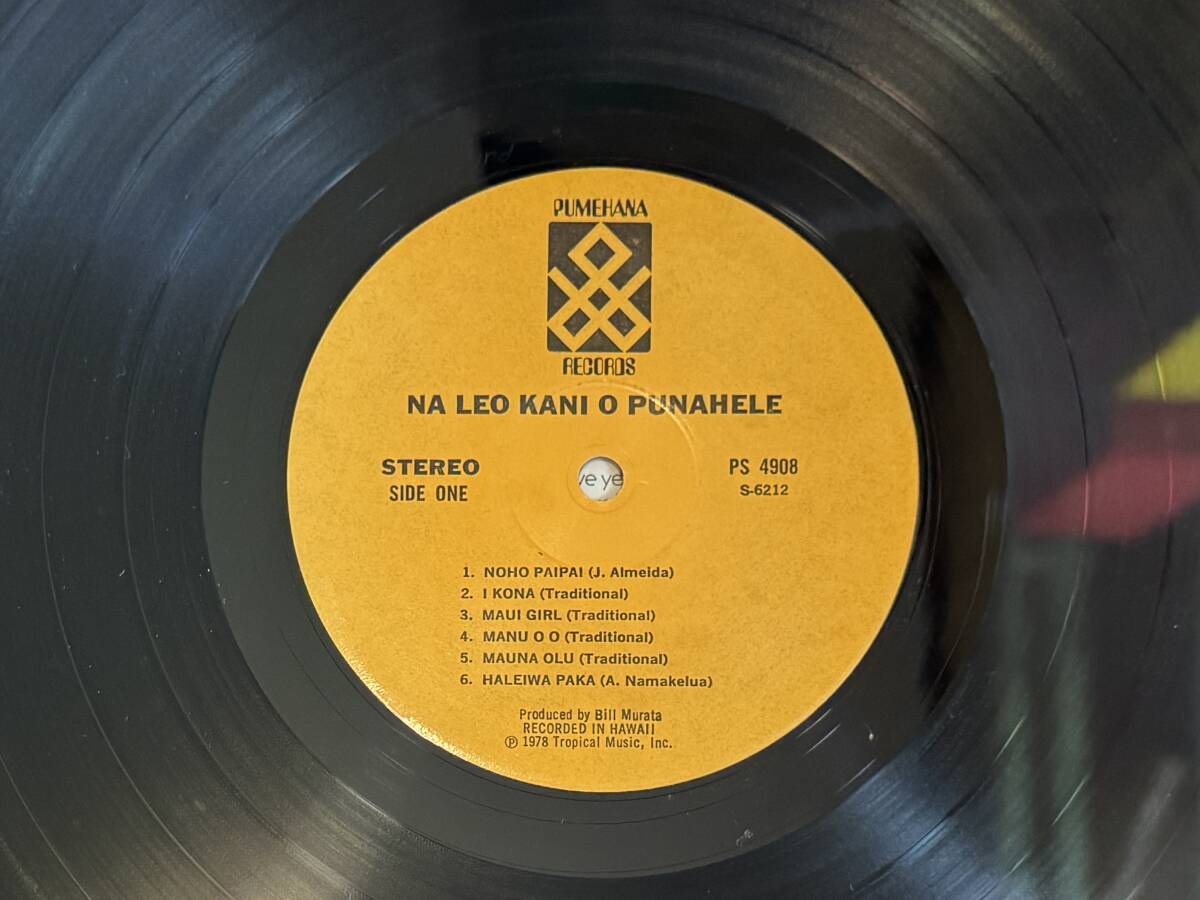 PUMEHANA
RECORDS
NA LEO KANI O PUNAHELE
STEREO
SIDE ONE
ve ye
PS 4908
S-6212
1. NOHO PAIPAI (J. Almeida)
2. I KONA (Traditional)
3. MAUI GIRL (Traditional)
4. MANU O O (Traditional)
5. MAUNA OLU (Traditional)
6. HALEIWA PAKA (A. Namakelua)
Produced by Bill Murata
RECORDED IN HAWAII
℗ 1978 Tropical Music, Inc.